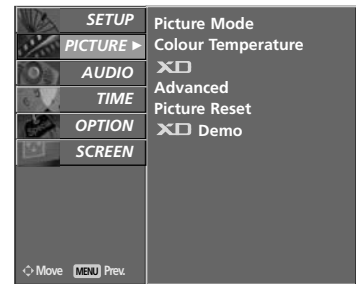 SETUP
PICTURE ►
AUDIO
TIME
OPTION
SCREEN
Move MENU Prev.
Picture Mode
Colour Temperature
XD
Advanced
Picture Reset
XD Demo